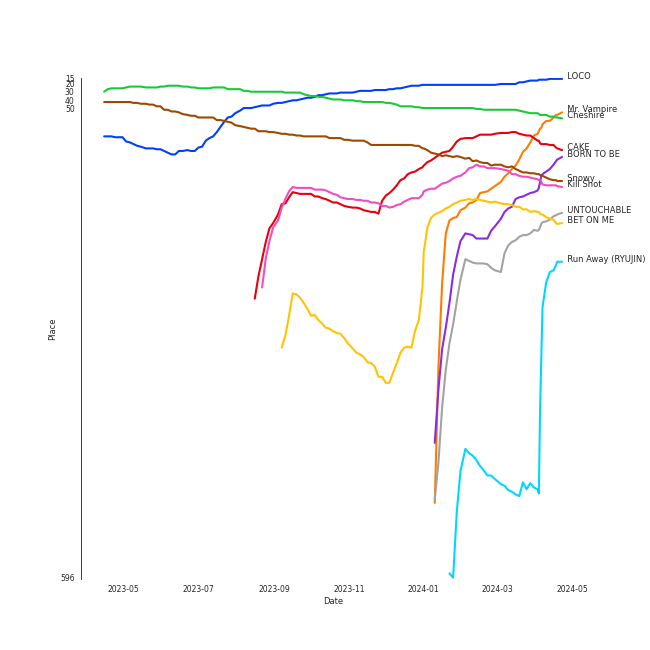 15
20
30
40
50
596
Place
LOCO
Mr. Vampire
Cheshire
CAKE
BORN TO BE
Snowy
Kill Shot
UNTOUCHABLE
BET ON ME
Run Away (RYUJIN)
2023-05
2023-07
2023-09
2023-11
2024-01
2024-03
2024-05
Date